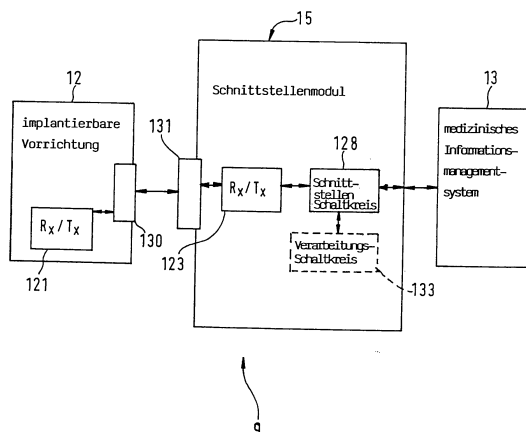 15
12
13
Schnittstellenmodul
implantierbare
Vorrichtung
131
128
medizinisches
Informations-
management-
system
Rx/Tx
Schnitt-
stellen
Schaltkreis
Rx/Tx
130
123
Verarbeitungs-
Schaltkreis
121
133
9